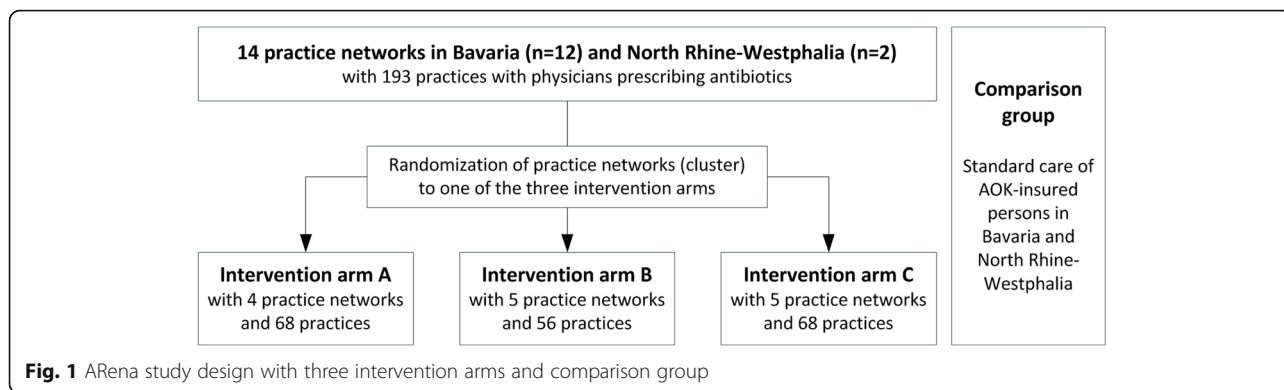 14 practice networks in Bavaria (n=12) and North Rhine-Westphalia (n=2)
with 193 practices with physicians prescribing antibiotics
Randomization of practice networks (cluster)
to one of the three intervention arms
Intervention arm A
with 4 practice networks
and 68 practices
Intervention arm B
with 5 practice networks
and 56 practices
Intervention arm C
with 5 practice networks
and 68 practices
Comparison
group
Standard care of
AOK-insured
persons in
Bavaria and
North Rhine-
Westphalia
Fig. 1 ARena study design with three intervention arms and comparison group